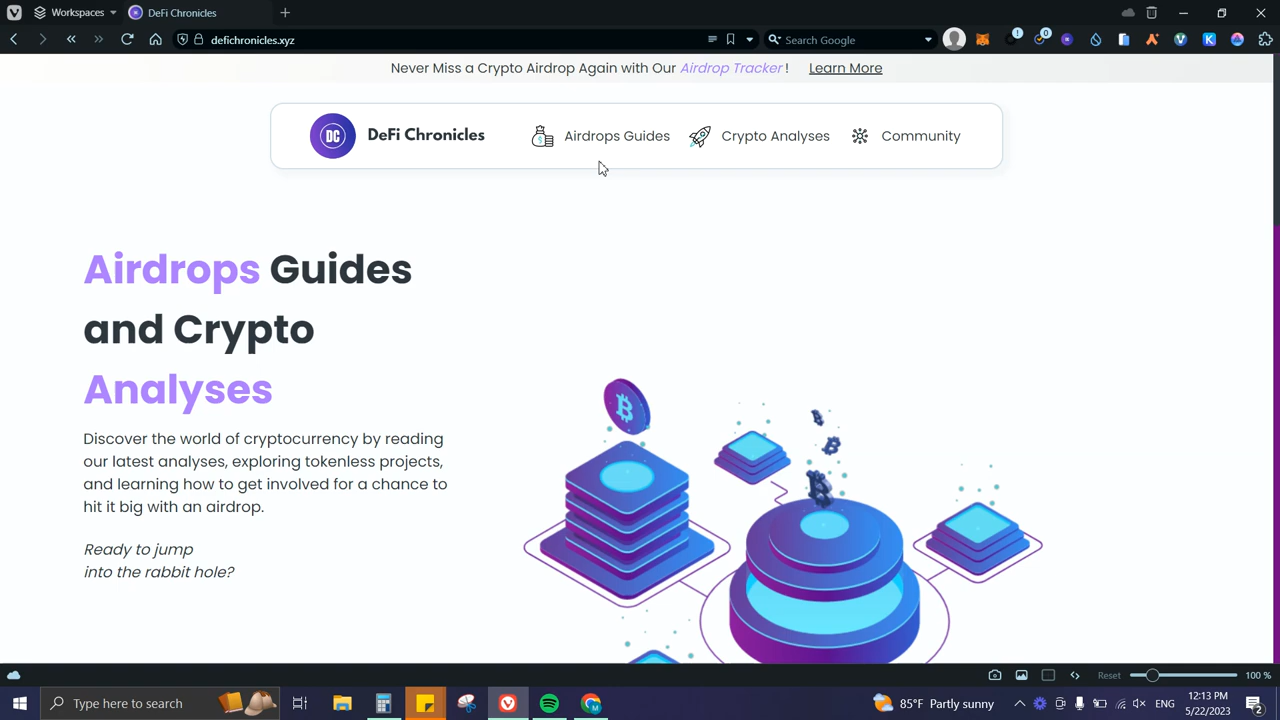 Workspaces
DeFi Chronicles
defichronicles.xyz
Search Google
!
0
Never Miss a Crypto Airdrop Again with Our Airdrop Tracker! Learn More
DC
DeFi Chronicles
Airdrops Guides
Crypto Analyses
Community
Airdrops Guides
and Crypto
Analyses
Discover the world of cryptocurrency by reading
our latest analyses, exploring tokenless projects,
and learning how to get involved for a chance to
hit it big with an airdrop.
Ready to jump
into the rabbit hole?
Reset
100 %
Type here to search
85°F Partly sunny
ENG
12:13 PM
5/22/2023
2